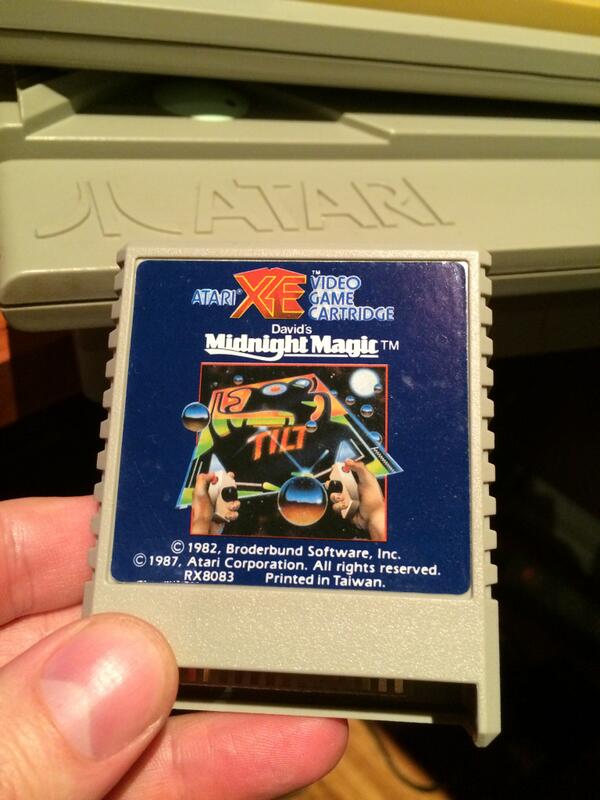 ATARI
ATARI® XE™ VIDEO
GAME
CARTRIDGE
David's
Midnight Magic™
TILT
© 1982, Broderbund Software, Inc.
© 1987, Atari Corporation. All rights reserved.
RX8083 Printed in Taiwan.